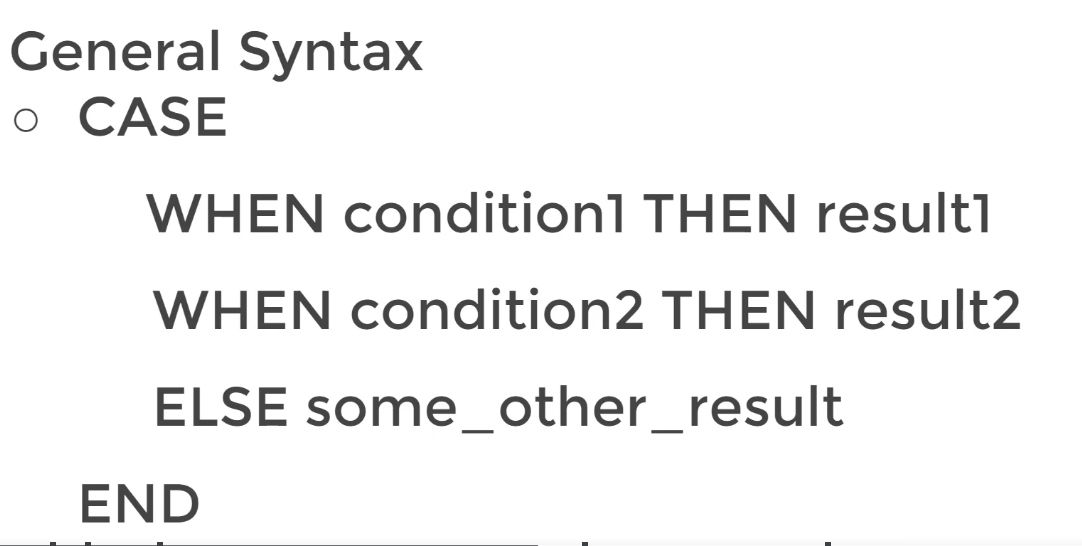 General Syntax
○ CASE
WHEN condition1 THEN result1
WHEN condition2 THEN result2
ELSE some_other_result
END